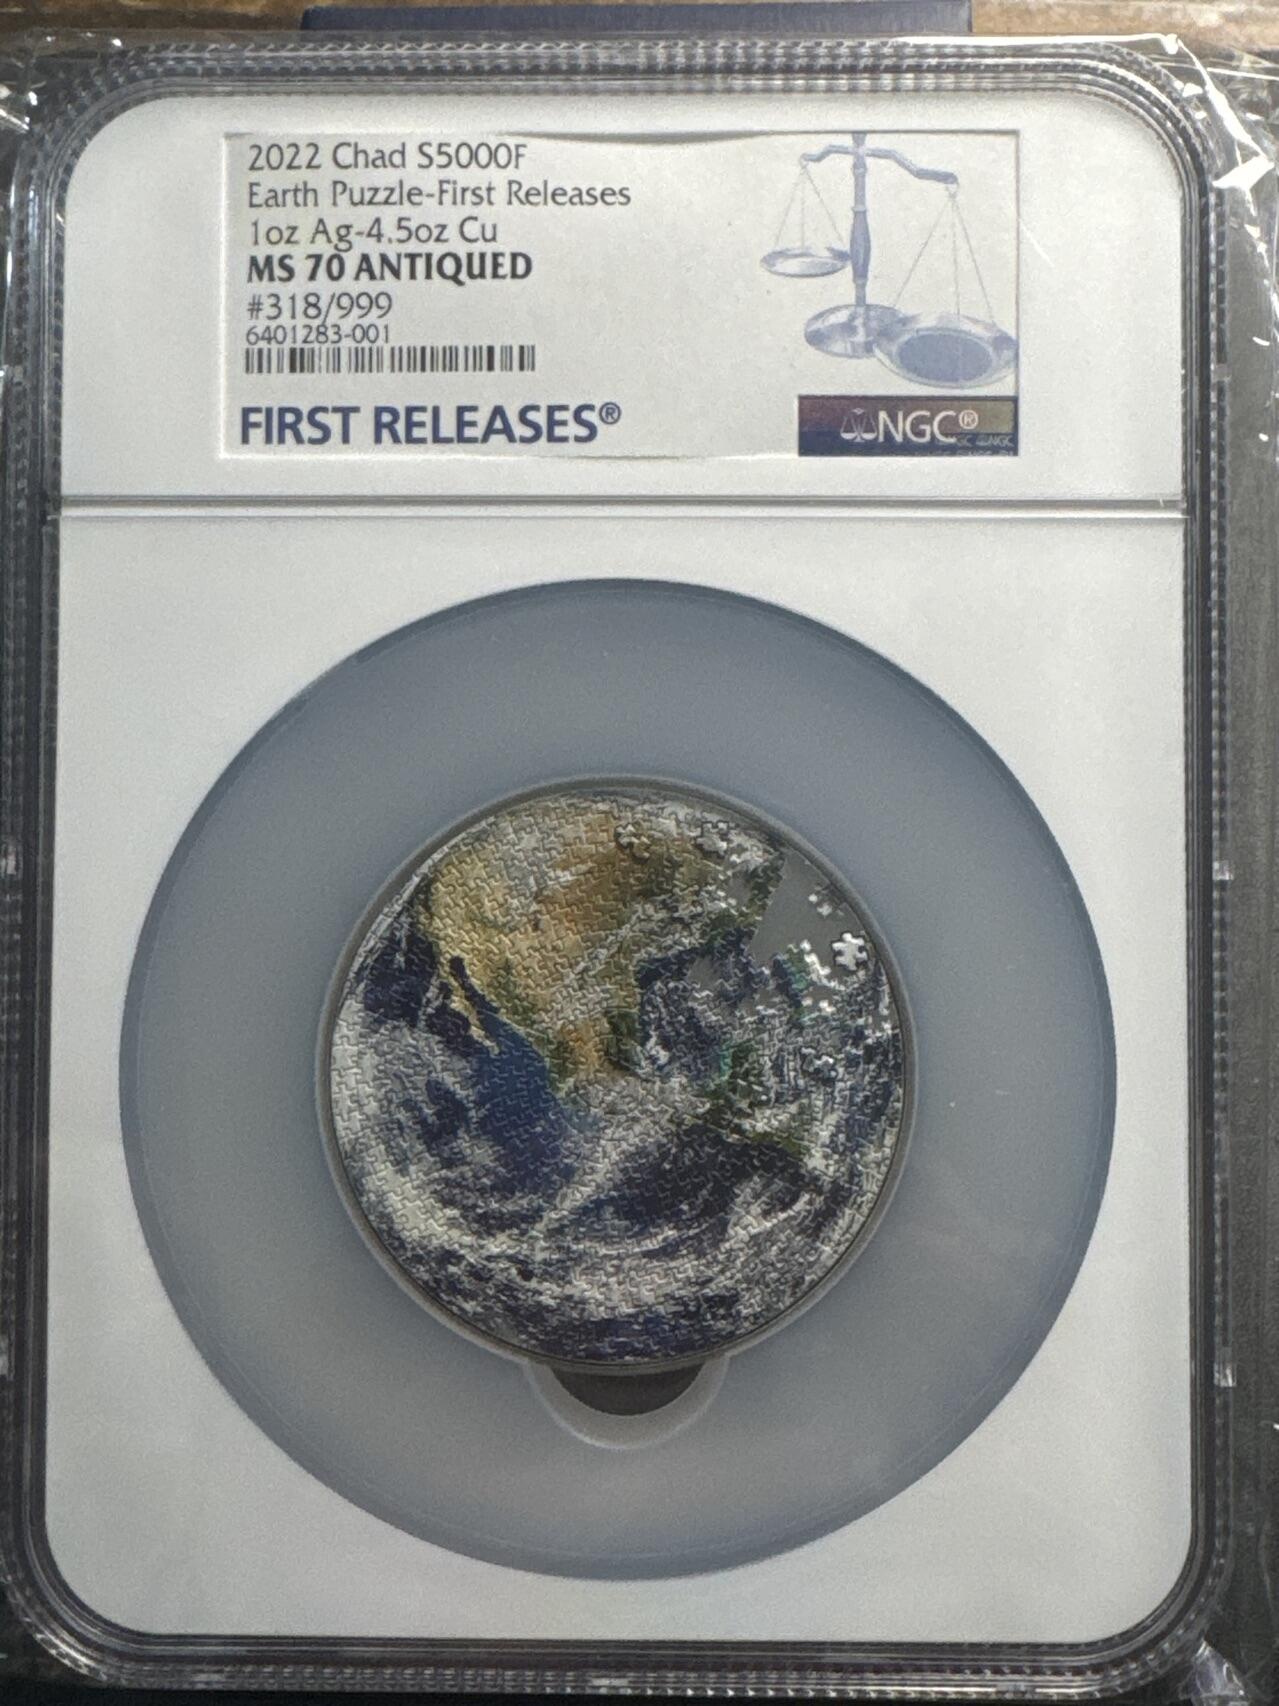 2022 Chad S5000F
Earth Puzzle-First Releases
1oz Ag-4.5oz Cu
MS 70 ANTIQUED
#318/999
6401283-001
FIRST RELEASES®
NGC®